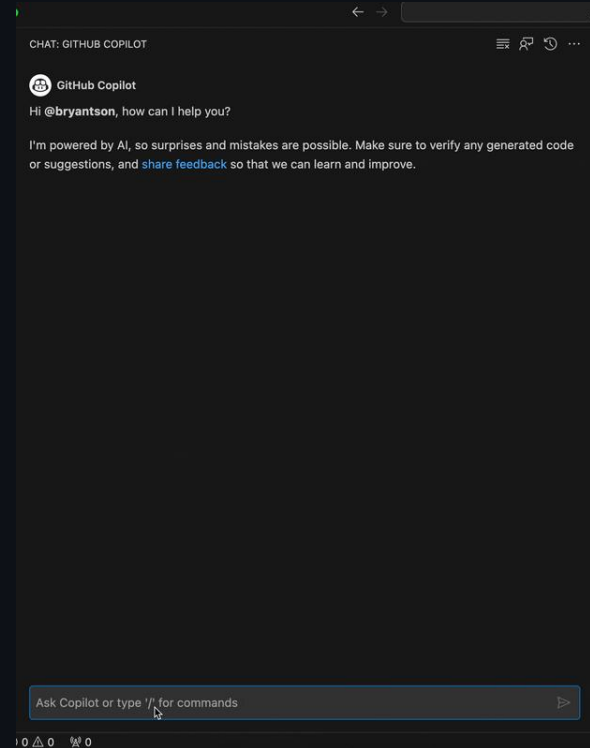 CHAT: GITHUB COPILOT
GitHub Copilot
Hi @bryantson, how can I help you?
I'm powered by AI, so surprises and mistakes are possible. Make sure to verify any generated code
or suggestions, and share feedback so that we can learn and improve.
Ask Copilot or type '/' for commands
0 0 0